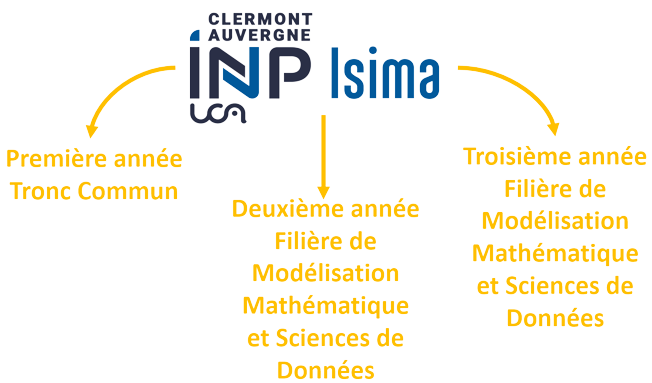 CLERMONT
AUVERGNE
INP Isima
UCA
Première année
Tronc Commun
Deuxième année
Filière de
Modélisation
Mathématique
et Sciences de
Données
Troisième année
Filière de
Modélisation
Mathématique
et Sciences de
Données